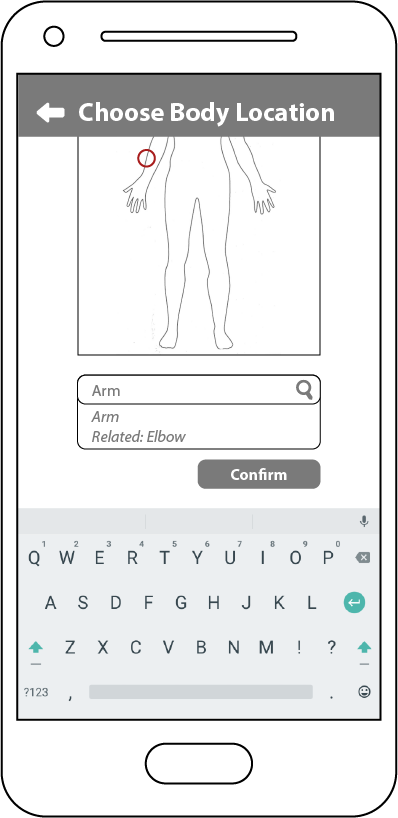 Choose Body Location
Arm
Arm
Related: Elbow
Confirm
1 2 3 4 5 6 7 8 9 0
Q W E R T Y U I O P
A S D F G H J K L
Z X C V B N M ! ?
?123 , .